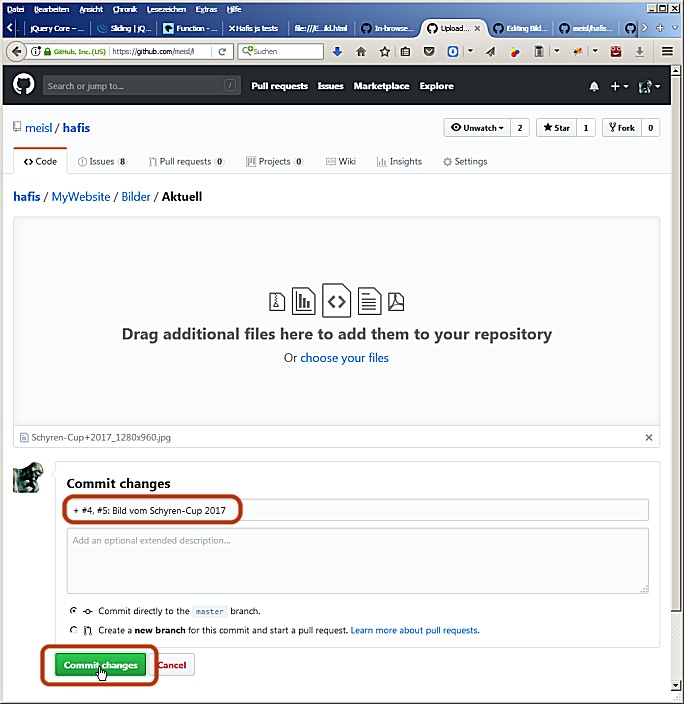 Datei Bearbeiten Ansicht Chronik Lesezeichen Extras Hilfe
jQuery Core – ... Sliding | jQ... Function - ... Hafis js tests file:///E...ild.html In-browse... Upload... Editing Bild... meisl/hafis...
GitHub, Inc. (US) https://github.com/meisl/l Suchen
Search or jump to... / Pull requests Issues Marketplace Explore
meisl / hafis Unwatch 2 Star 1 Fork 0
Code Issues 8 Pull requests 0 Projects 0 Wiki Insights Settings
hafis / MyWebsite / Bilder / Aktuell
Drag additional files here to add them to your repository
Or choose your files
Schyren-Cup+2017_1280x960.jpg
Commit changes
+ #4, #5: Bild vom Schyren-Cup 2017
Add an optional extended description...
Commit directly to the master branch.
Create a new branch for this commit and start a pull request. Learn more about pull requests.
Commit changes Cancel